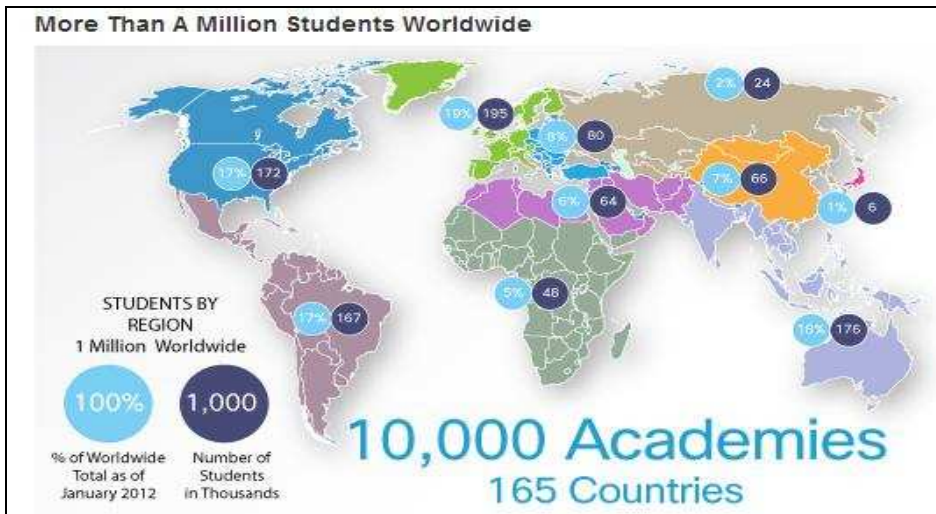 More Than A Million Students Worldwide
2% 24
19% 195
8% 80
17% 172
7% 66
6% 64
1% 6
5% 48
17% 167
176
STUDENTS BY
REGION
1 Million Worldwide
100% 1,000
% of Worldwide
Total as of
January 2012
Number of
Students
in Thousands
10,000 Academies
165 Countries